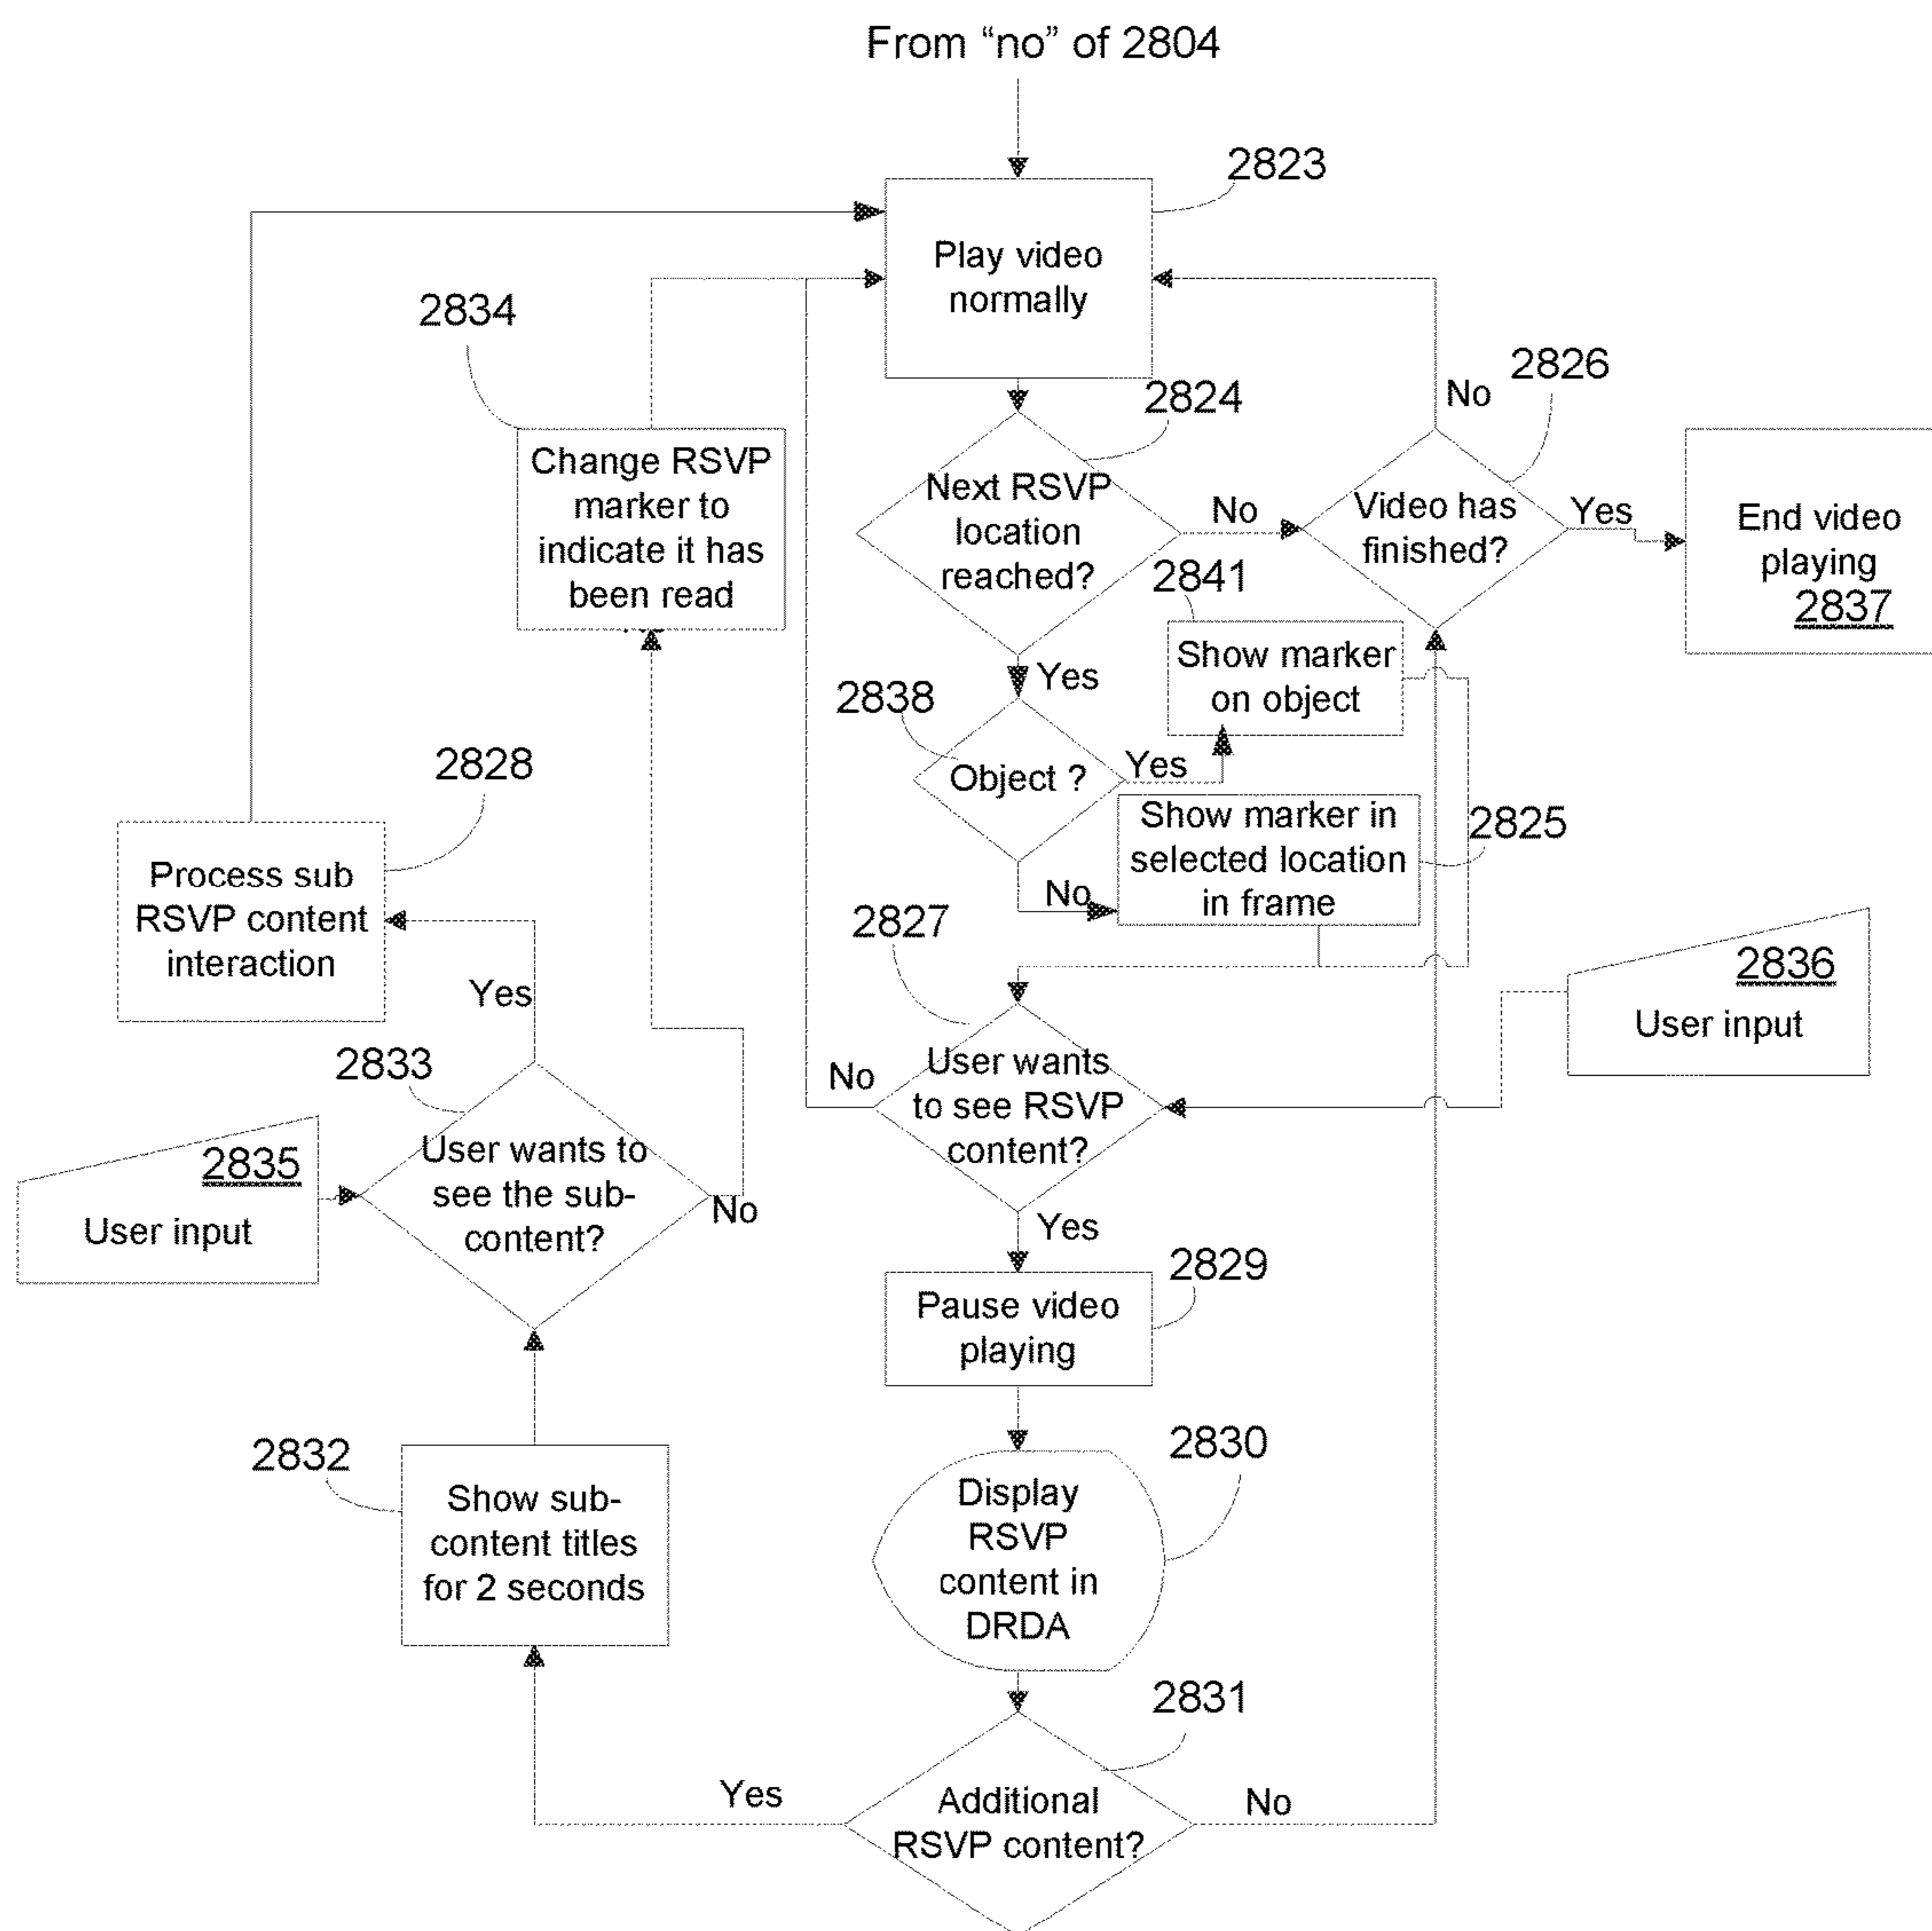 From “no” of 2804
2823
Play video
normally
2834
Change RSVP
marker to
indicate it has
been read
2824
Next RSVP
location
reached?
No
2826
No
Video has
finished?
Yes
End video
playing
2837
2841
Show marker
on object
Yes
2838
Object ?
Yes
2828
Process sub
RSVP content
interaction
Show marker in
selected location
in frame
2825
No
2827
2836
User input
Yes
2833
User wants to
see the sub-
content?
No
2835
User input
No
User wants
to see RSVP
content?
Yes
2829
Pause video
playing
2832
Show sub-
content titles
for 2 seconds
2830
Display
RSVP
content in
DRDA
2831
Yes
Additional
RSVP content?
No